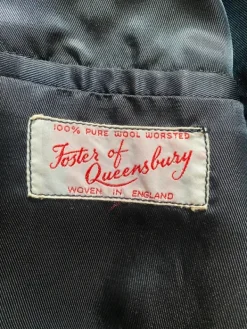 100% PURE WOOL WORSTED
Foster of
Queensbury
WOVEN IN ENGLAND